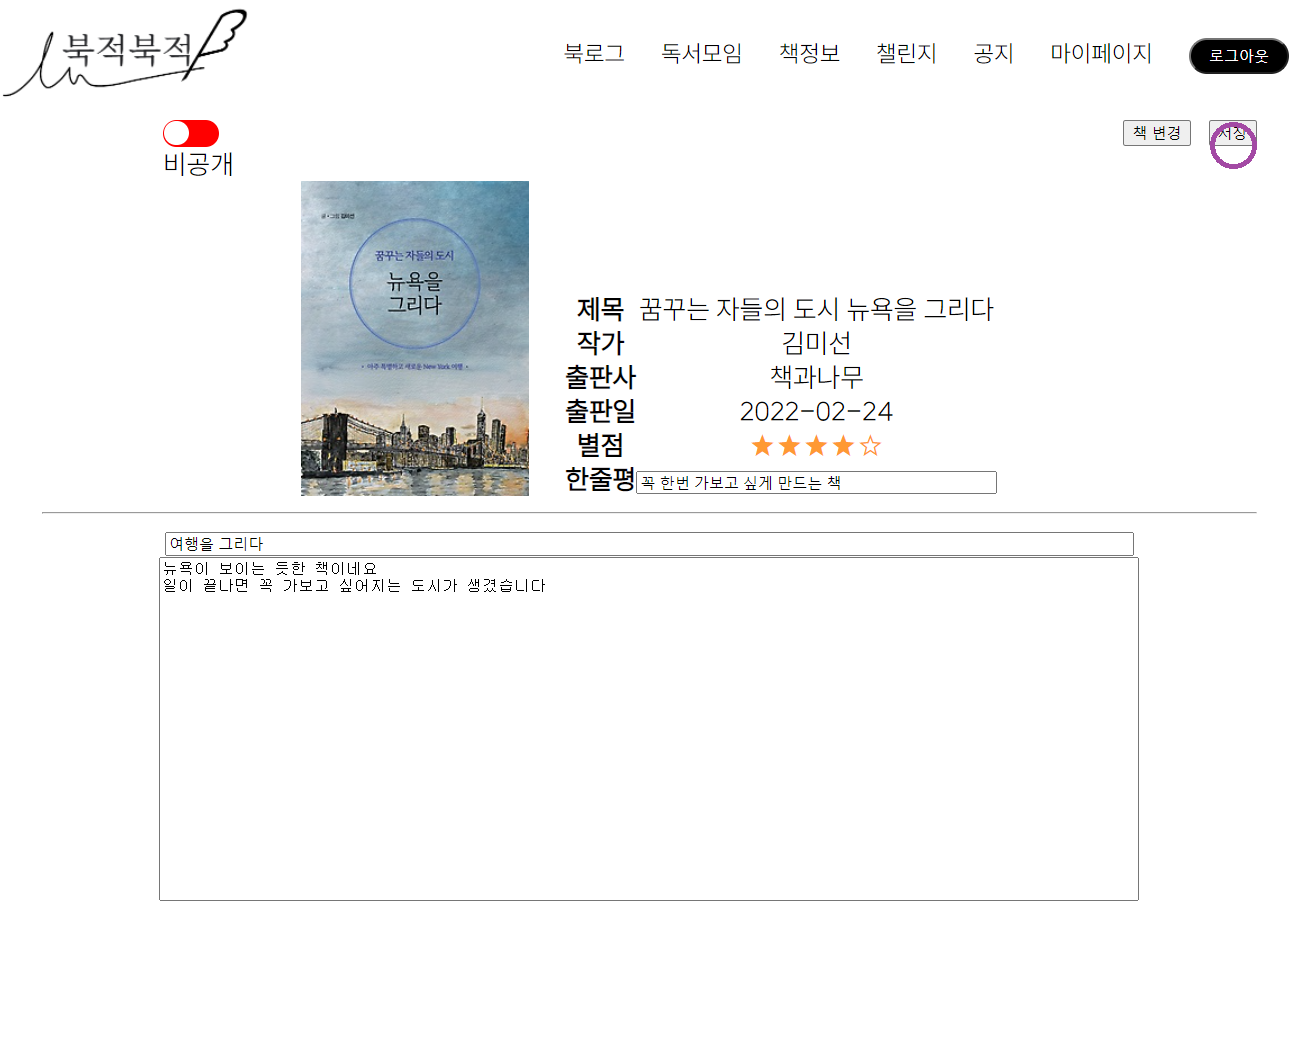 북적북적
북로그 독서모임 책정보 챌린지 공지 마이페이지 로그아웃
책 변경 저장
비공개
글·그림 김미선
꿈꾸는 자들의 도시
뉴욕을
그리다
· 아주 특별하고 새로운 New York 여행 ·
제목 꿈꾸는 자들의 도시 뉴욕을 그리다
작가 김미선
출판사 책과나무
출판일 2022-02-24
별점 ★★★★☆
한줄평 꼭 한번 가보고 싶게 만드는 책
여행을 그리다
뉴욕이 보이는 듯한 책이네요
일이 끝나면 꼭 가보고 싶어지는 도시가 생겼습니다